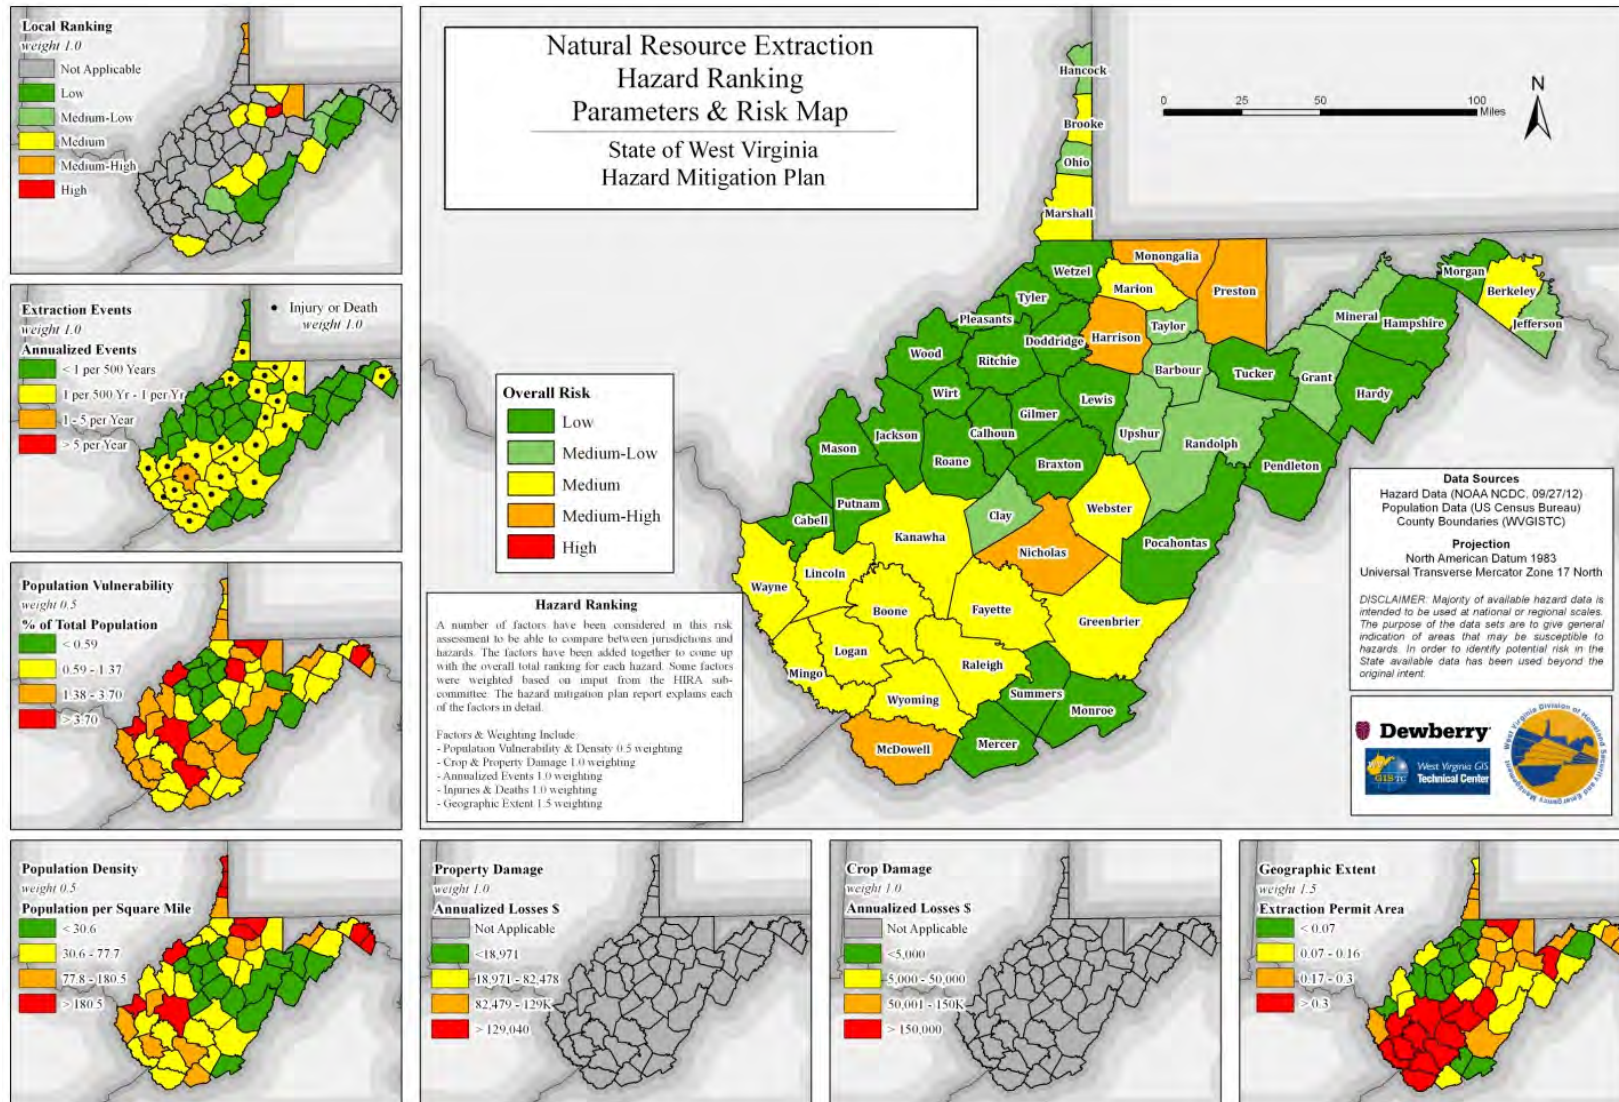 Local Ranking
weight 1.0
Not Applicable
Low
Medium-Low
Medium
Medium-High
High
Extraction Events
weight 1.0
Injury or Death
weight 1.0
Annualized Events
< 1 per 500 Years
1 per 500 Yr - 1 per Yr
1 - 5 per Year
> 5 per Year
Population Vulnerability
weight 0.5
% of Total Population
< 0.59
0.59 - 1.37
1.38 - 3.70
> 3.70
Population Density
weight 0.5
Population per Square Mile
< 30.6
30.6 - 77.7
77.8 - 180.5
> 180.5
Natural Resource Extraction
Hazard Ranking
Parameters & Risk Map
State of West Virginia
Hazard Mitigation Plan
0 25 50 100
Miles
N
Hancock
Brooke
Ohio
Marshall
Wetzel
Monongalia
Marion
Preston
Morgan
Berkeley
Jefferson
Tyler
Pleasants
Doddridge
Harrison
Taylor
Mineral
Hampshire
Wood
Ritchie
Barbour
Tucker
Grant
Hardy
Wirt
Gilmer
Lewis
Upshur
Randolph
Mason
Jackson
Calhoun
Roane
Braxton
Pendleton
Putnam
Cabell
Clay
Webster
Kanawha
Nicholas
Pocahontas
Wayne
Lincoln
Boone
Fayette
Greenbrier
Logan
Mingo
Raleigh
Wyoming
Summers
Monroe
McDowell
Mercer
Overall Risk
Low
Medium-Low
Medium
Medium-High
High
Hazard Ranking
A number of factors have been considered in this risk
assessment to be able to compare between jurisdictions and
hazards. The factors have been added together to come up
with the overall total ranking for each hazard. Some factors
were weighted based on imput from the HIRA sub-
committee. The hazard mitigation plan report explains each
of the factors in detail.
Factors & Weighting Include
- Population Vulnerability & Density 0.5 weighting
- Crop & Property Damage 1.0 weighting
- Annualized Events 1.0 weighting
- Injuries & Deaths 1.0 weighting
- Geographic Extent 1.5 weighting
Data Sources
Hazard Data (NOAA NCDC, 09/27/12)
Population Data (US Census Bureau)
County Boundaries (WVGISTC)
Projection
North American Datum 1983
Universal Transverse Mercator Zone 17 North
DISCLAIMER: Majority of available hazard data is
intended to be used at national or regional scales.
The purpose of the data sets are to give general
indication of areas that may be susceptible to
hazards. In order to identify potential risk in the
State available data has been used beyond the
original intent.
Dewberry
GIS TC
West Virginia GIS
Technical Center
West Virginia Division of Homeland Security and Emergency Management
Property Damage
weight 1.0
Annualized Losses $
Not Applicable
<18,971
18,971 - 82,478
82,479 - 129K
> 129,040
Crop Damage
weight 1.0
Annualized Losses $
Not Applicable
<5,000
5,000 - 50,000
50,001 - 150K
> 150,000
Geographic Extent
weight 1.5
Extraction Permit Area
< 0.07
0.07 - 0.16
0.17 - 0.3
> 0.3